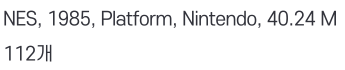 NES, 1985, Platform, Nintendo, 40.24 M
112개